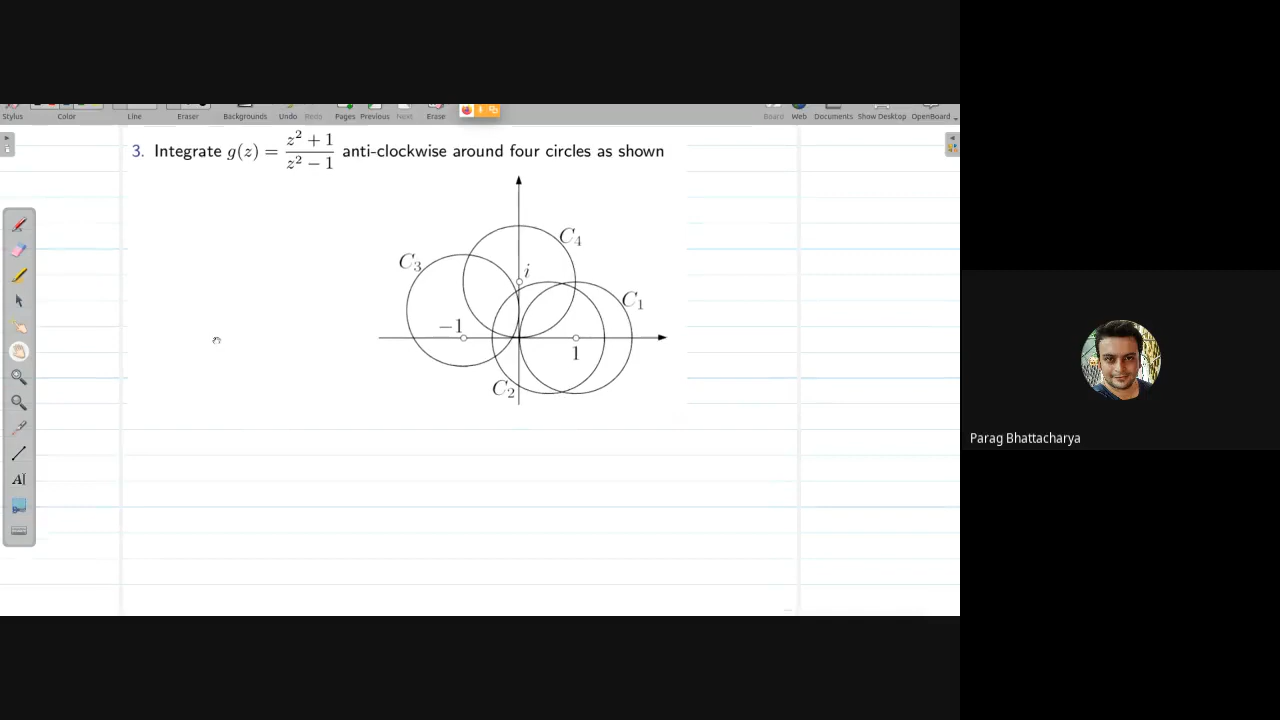 Stylus Color Line Eraser Backgrounds Undo Redo Pages Previous Next Erase Board Web Documents Show Desktop OpenBoard
3. Integrate g(z) = (z² + 1)/(z² − 1) anti-clockwise around four circles as shown
C₄
C₃
i
C₁
−1
1
C₂
AI
Parag Bhattacharya